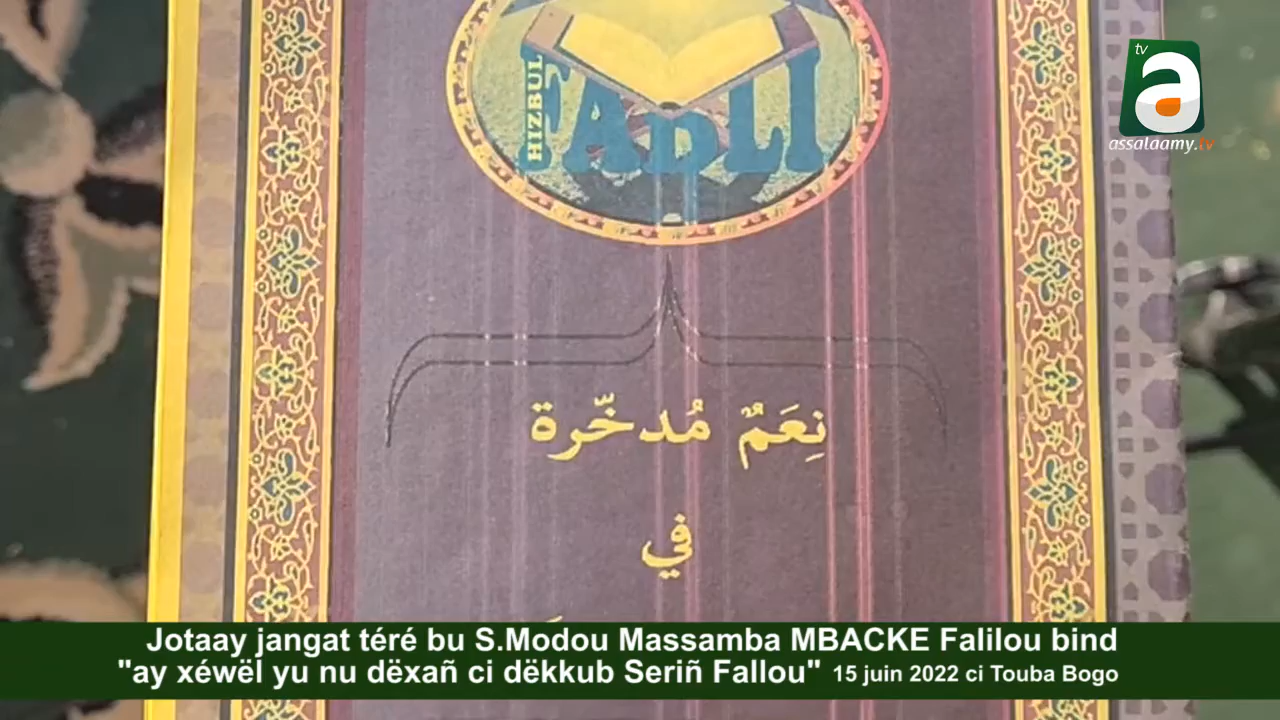 tv
a
assalaamy.tv
HIZBUL
FADLI
نِعَمٌ مُدخّرة
في
Jotaay jangat téré bu S.Modou Massamba MBACKE Falilou bind
"ay xéwël yu nu dëxañ ci dëkkub Seriñ Fallou" 15 juin 2022 ci Touba Bogo